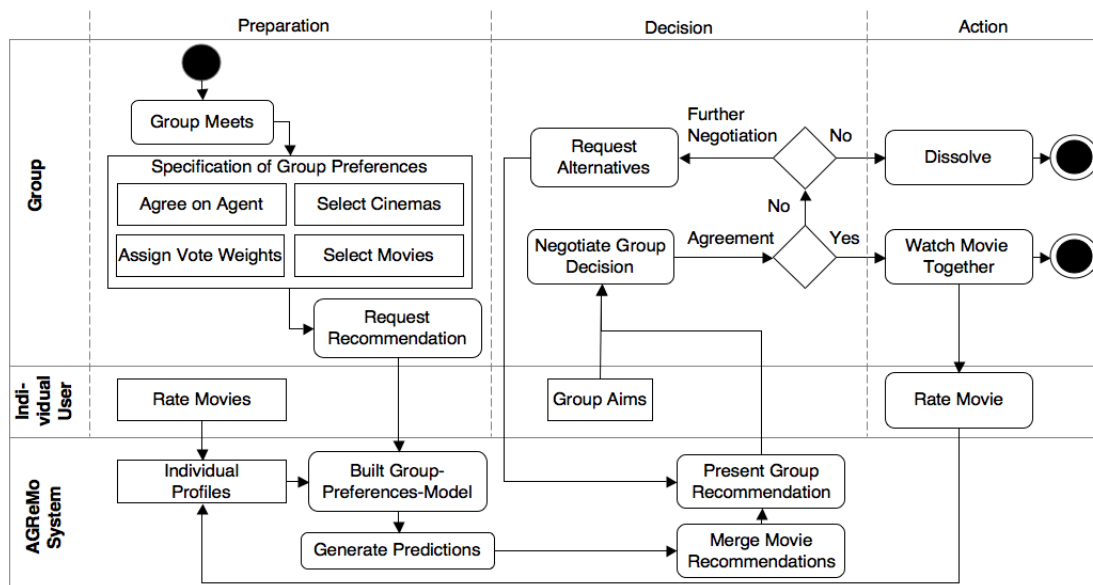 Preparation
Decision
Action
Group
Group Meets
Specification of Group Preferences
Agree on Agent
Select Cinemas
Assign Vote Weights
Select Movies
Request
Recommendation
Further
Negotiation
No
Request
Alternatives
Dissolve
No
Negotiate Group
Decision
Agreement
Yes
Watch Movie
Together
Indi-
vidual
User
Rate Movies
Group Aims
Rate Movie
AGReMo
System
Individual
Profiles
Built Group-
Preferences-Model
Present Group
Recommendation
Generate Predictions
Merge Movie
Recommendations